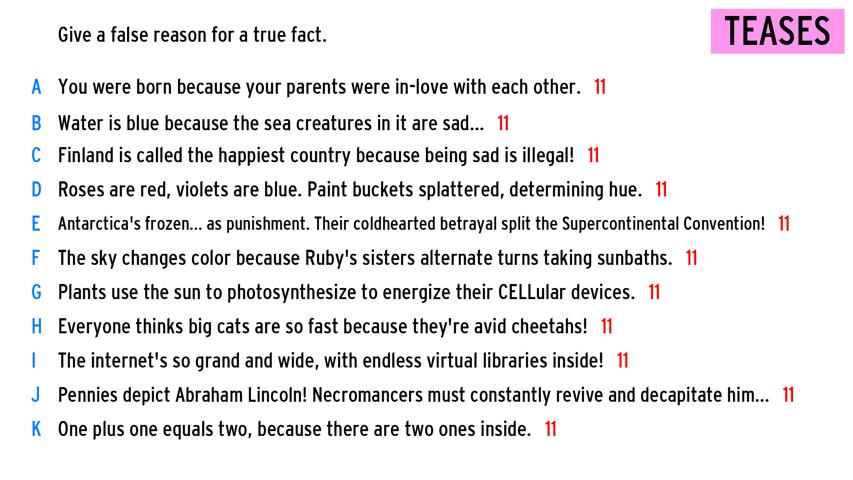 Give a false reason for a true fact.
TEASES
A You were born because your parents were in-love with each other. 11
B Water is blue because the sea creatures in it are sad... 11
C Finland is called the happiest country because being sad is illegal! 11
D Roses are red, violets are blue. Paint buckets splattered, determining hue. 11
E Antarctica's frozen... as punishment. Their coldhearted betrayal split the Supercontinental Convention! 11
F The sky changes color because Ruby's sisters alternate turns taking sunbaths. 11
G Plants use the sun to photosynthesize to energize their CELLular devices. 11
H Everyone thinks big cats are so fast because they're avid cheetahs! 11
I The internet's so grand and wide, with endless virtual libraries inside! 11
J Pennies depict Abraham Lincoln! Necromancers must constantly revive and decapitate him... 11
K One plus one equals two, because there are two ones inside. 11